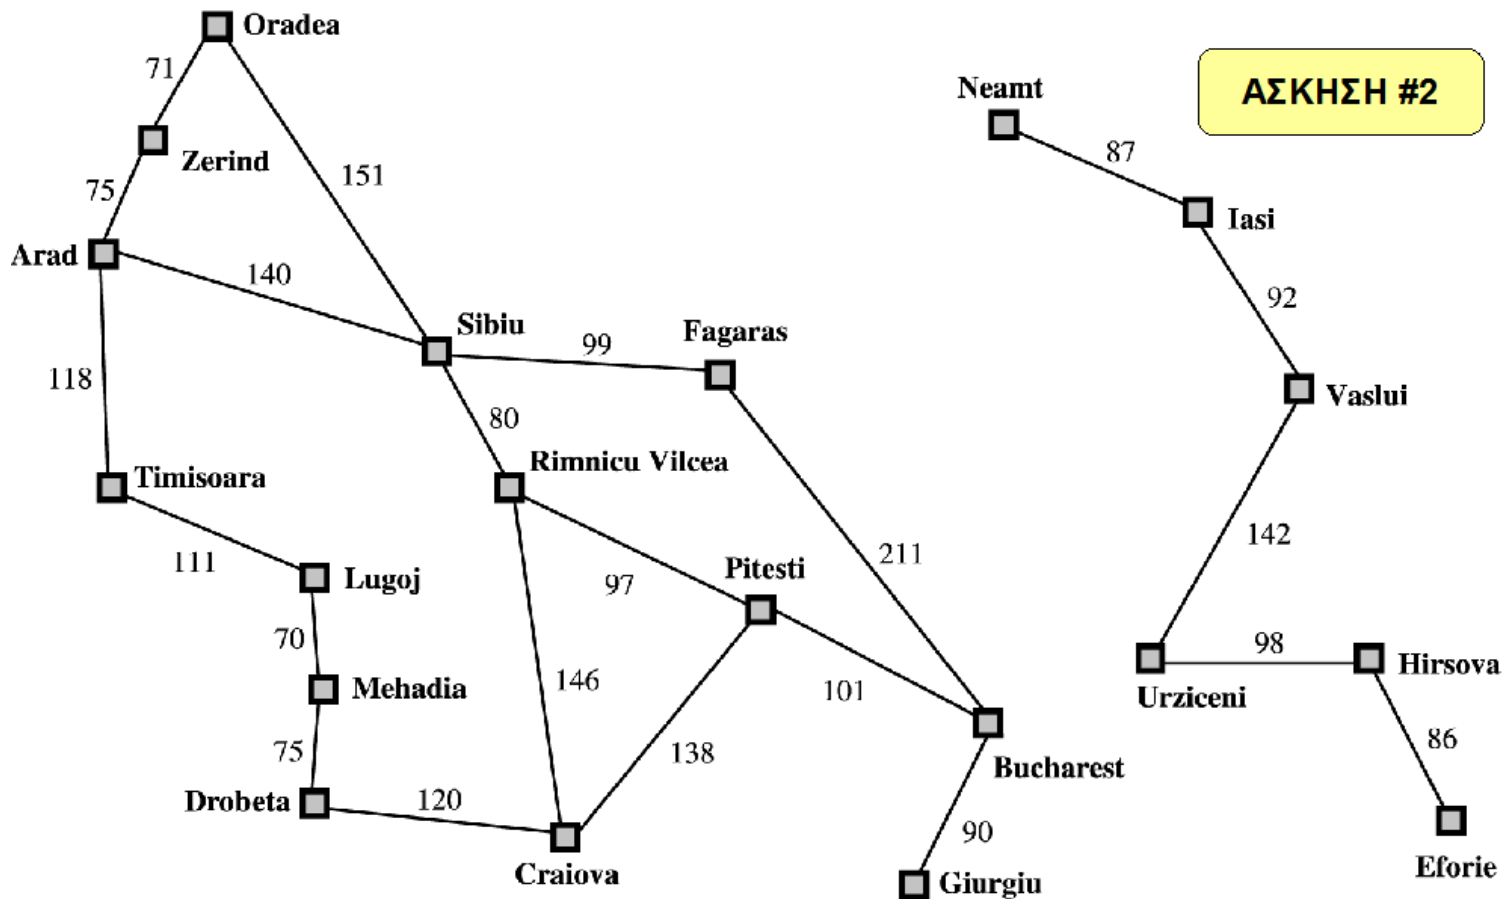 Oradea
ΑΣΚΗΣΗ #2
71
Neamt
87
Zerind
151
75
Iasi
Arad
140
92
Sibiu
Fagaras
99
118
Vaslui
80
Rimnicu Vilcea
Timisoara
142
211
111
Pitesti
97
Lugoj
70
98
Hirsova
146
Mehadia
101
Urziceni
86
75
138
Bucharest
Drobeta
120
90
Eforie
Craiova
Giurgiu